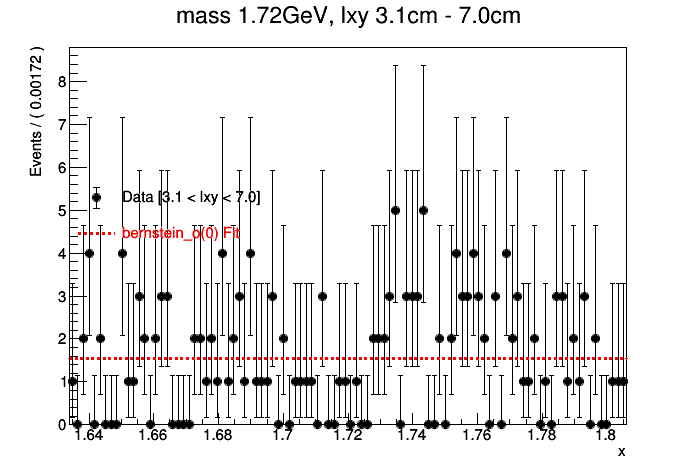 mass 1.72GeV, lxy 3.1cm - 7.0cm
Events / ( 0.00172 )
8
7
6
5
4
3
2
1
0
Data [3.1 < lxy < 7.0]
bernstein_o(0) Fit
1.64 1.66 1.68 1.7 1.72 1.74 1.76 1.78 1.8
x